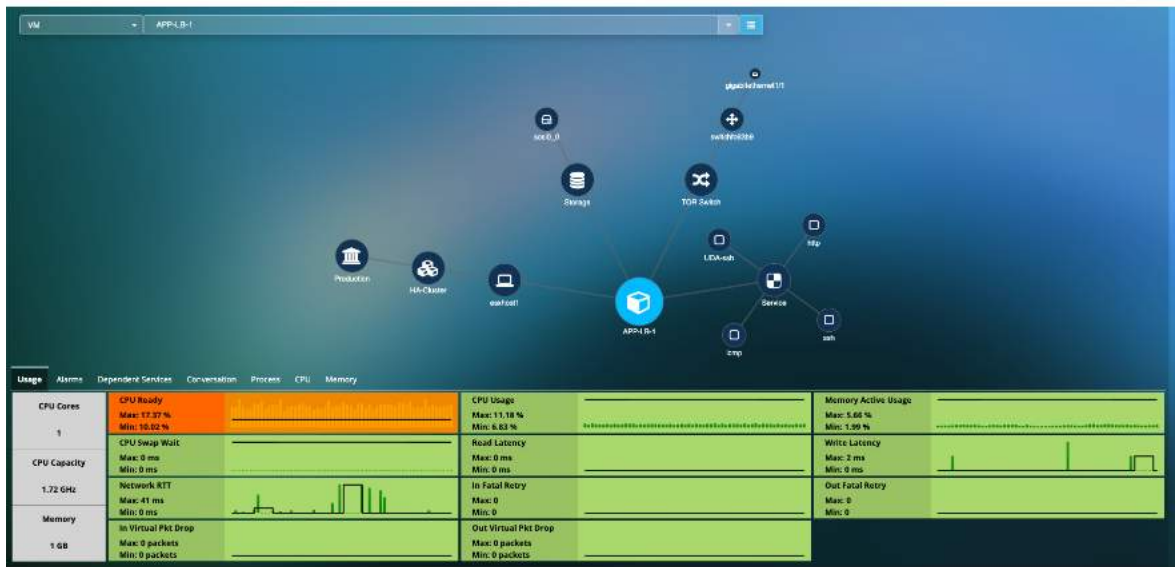 VM
APP-LB-1
gigabitethernet1/1
scsi0_0
Storage
TOR Switch
UDA-ssh
http
Production
HA-Cluster
esxhost1
APP-LB-1
Service
icmp
ssh
Usage Alarms Dependent Services Conversation Process CPU Memory
CPU Cores
1
CPU Capacity
1.72 GHz
Memory
1 GB
CPU Ready
Max: 17.37 %
Min: 10.02 %
CPU Usage
Max: 11.18 %
Min: 6.83 %
Memory Active Usage
Max: 5.66 %
Min: 1.99 %
CPU Swap Wait
Max: 0 ms
Min: 0 ms
Read Latency
Max: 0 ms
Min: 0 ms
Write Latency
Max: 2 ms
Min: 0 ms
Network RTT
Max: 41 ms
Min: 0 ms
In Fatal Retry
Max: 0
Min: 0
Out Fatal Retry
Max: 0
Min: 0
In Virtual Pkt Drop
Max: 0 packets
Min: 0 packets
Out Virtual Pkt Drop
Max: 0 packets
Min: 0 packets